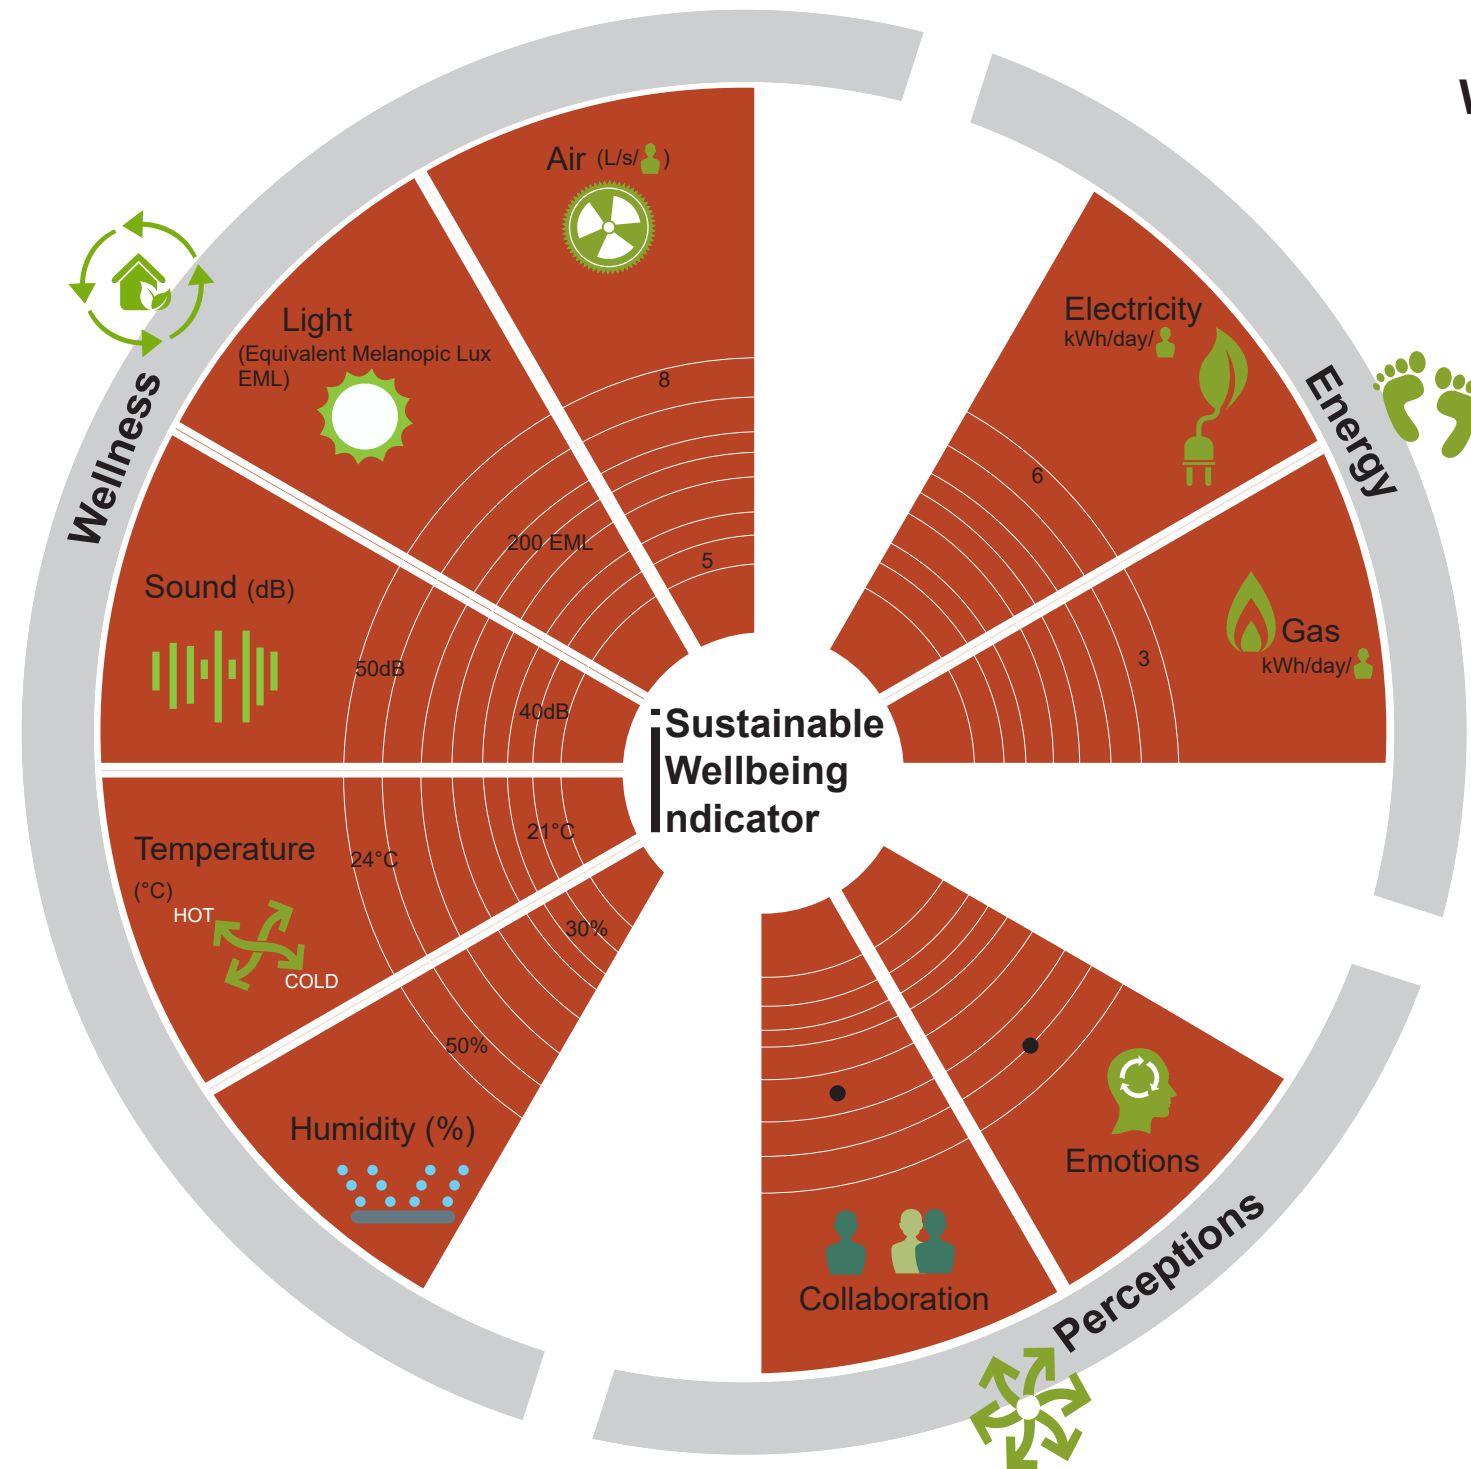 Wellness
Air (L/s/ )
8
5
Light
(Equivalent Melanopic Lux
EML)
200 EML
Sound (dB)
50dB
40dB
Temperature
(°C)
HOT
COLD
24°C
21°C
Humidity (%)
50%
30%
Sustainable
Wellbeing
indicator
Energy
Electricity
kWh/day/
6
Gas
kWh/day/
3
Perceptions
Emotions
Collaboration